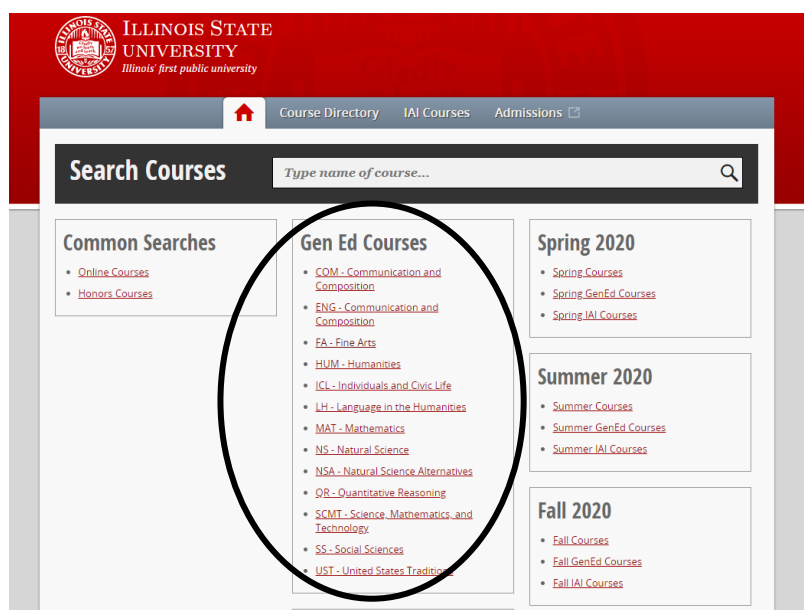 ILLINOIS STATE
UNIVERSITY
Illinois' first public university
Course Directory
IAI Courses
Admissions
Search Courses
Type name of course...
Common Searches
Online Courses
Honors Courses
Gen Ed Courses
COM - Communication and
Composition
ENG - Communication and
Composition
FA - Fine Arts
HUM - Humanities
ICL - Individuals and Civic Life
LH - Language in the Humanities
MAT - Mathematics
NS - Natural Science
NSA - Natural Science Alternatives
QR - Quantitative Reasoning
SCMT - Science, Mathematics, and
Technology
SS - Social Sciences
UST - United States Traditions
Spring 2020
Spring Courses
Spring GenEd Courses
Spring IAI Courses
Summer 2020
Summer Courses
Summer GenEd Courses
Summer IAI Courses
Fall 2020
Fall Courses
Fall GenEd Courses
Fall IAI Courses